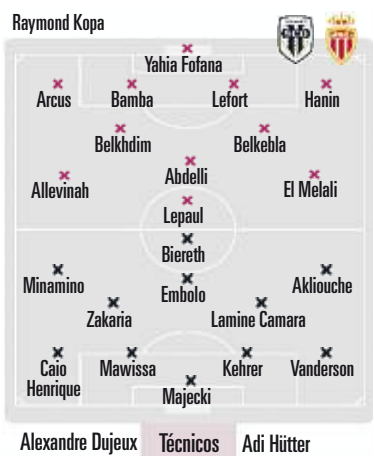 Raymond Kopa
Yahia Fofana
Arcus Bamba Lefort Hanin
Belkhdim Belkebla
Abdelli
Allevinah El Melali
Lepaul
Biereth
Minamino Embolo Akliouche
Zakaria Lamine Camara
Caio Henrique Mawissa Kehrer Vanderson
Majecki
Alexandre Dujeux Técnicos Adi Hütter